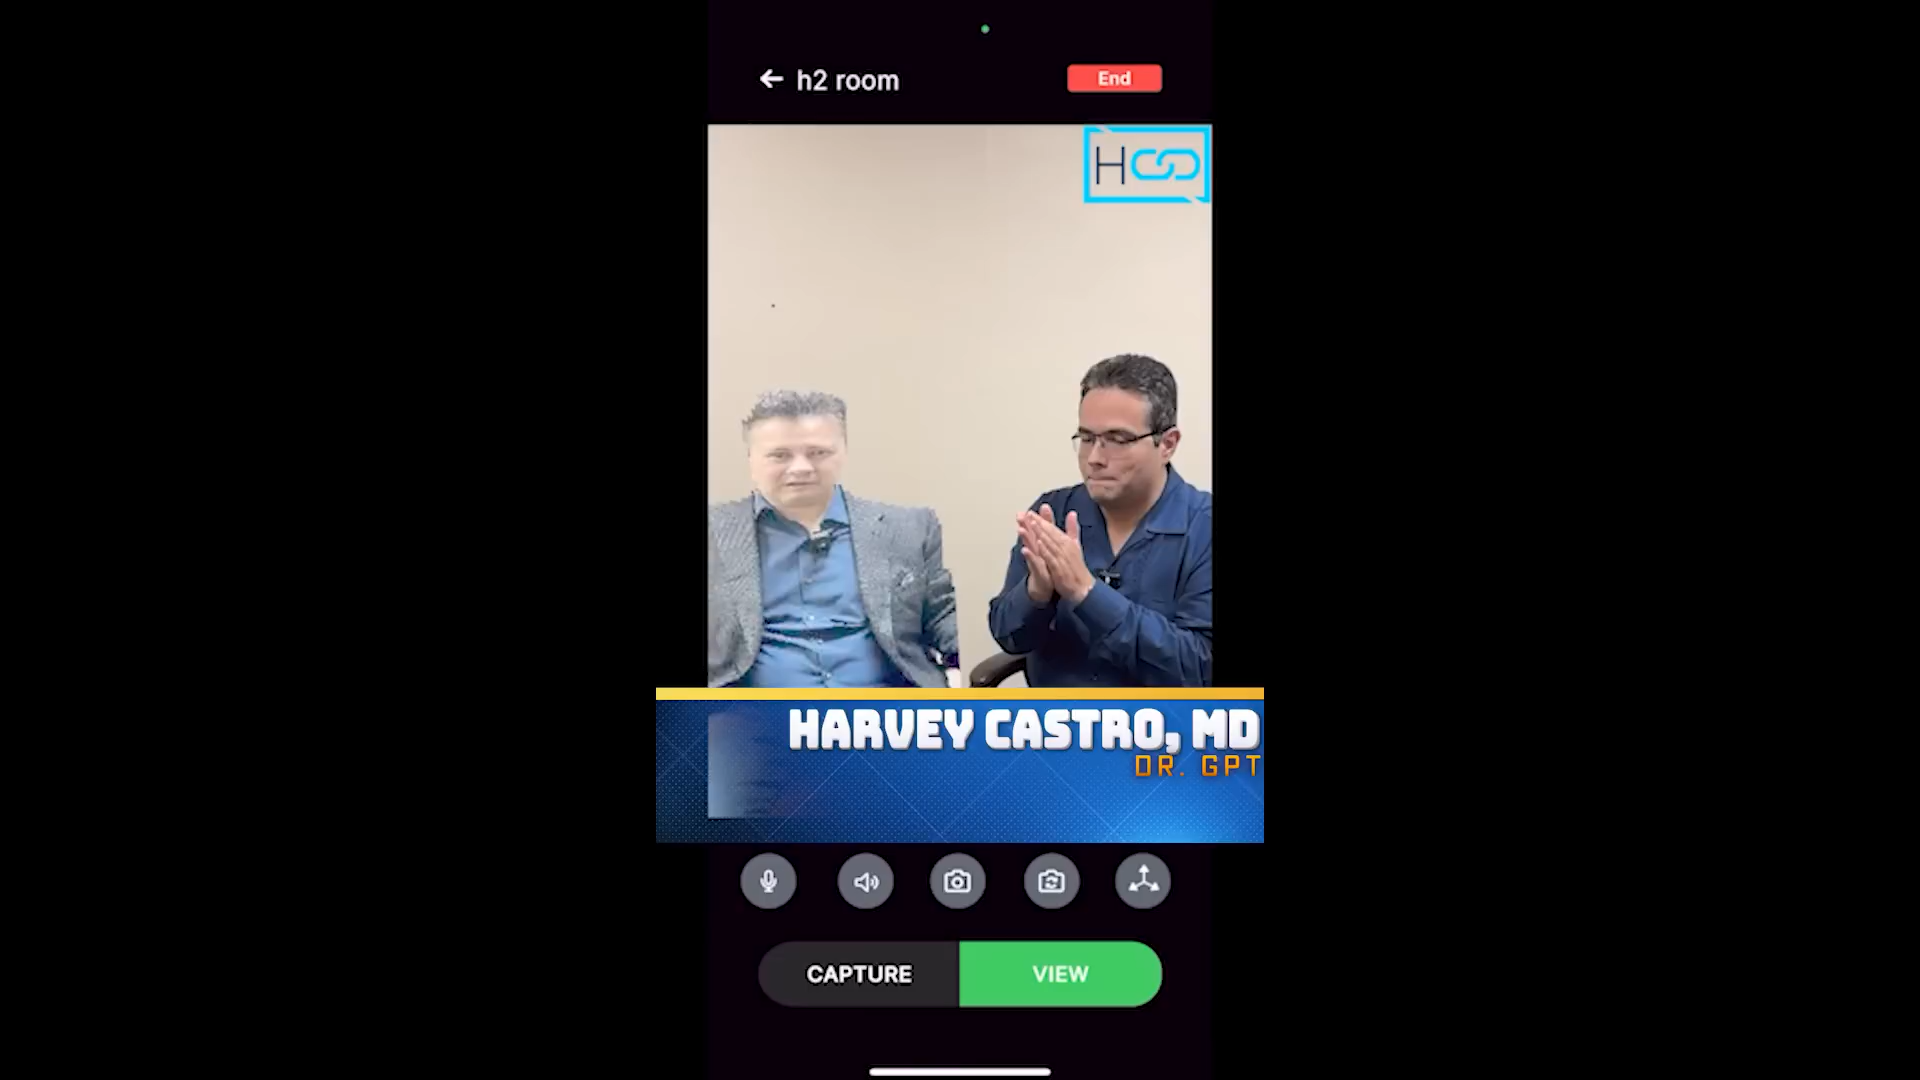 h2 room
End
H
HARVEY CASTRO, MD
DR. GPT
CAPTURE
VIEW